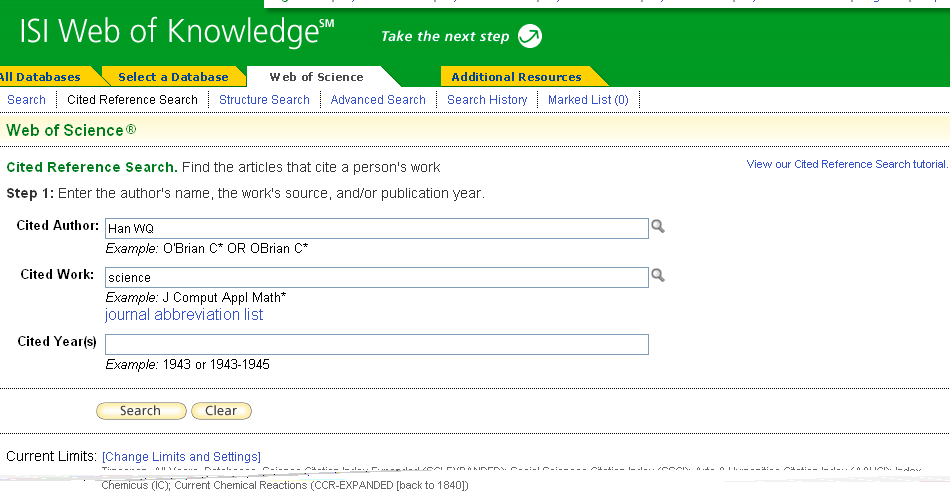 ISI Web of Knowledge℠
Take the next step
All Databases Select a Database Web of Science Additional Resources
Search Cited Reference Search Structure Search Advanced Search Search History Marked List (0)
Web of Science®
Cited Reference Search. Find the articles that cite a person's work
View our Cited Reference Search tutorial.
Step 1: Enter the author's name, the work's source, and/or publication year.
Cited Author: Han WQ
Example: O'Brian C* OR OBrian C*
Cited Work: science
Example: J Comput Appl Math*
journal abbreviation list
Cited Year(s)
Example: 1943 or 1943-1945
Search Clear
Current Limits: [Change Limits and Settings]
Chemicus (IC); Current Chemical Reactions (CCR-EXPANDED [back to 1840])